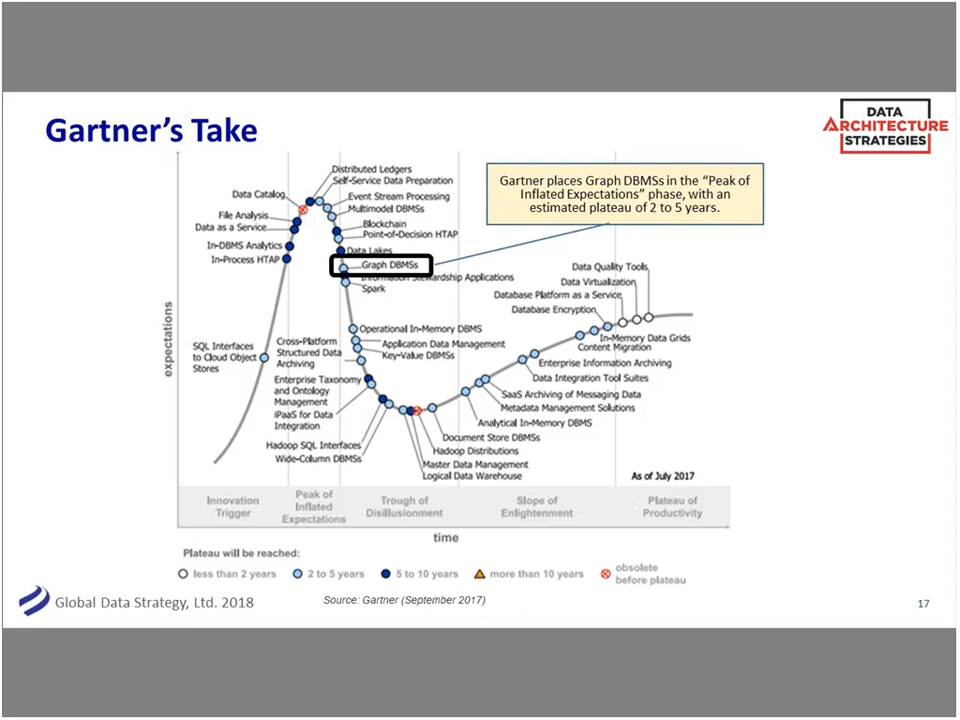 Gartner's Take
DATA
ARCHITECTURE
STRATEGIES
Gartner places Graph DBMSs in the “Peak of
Inflated Expectations” phase, with an
estimated plateau of 2 to 5 years.
expectations
Distributed Ledgers
Self-Service Data Preparation
Data Catalog
Event Stream Processing
Multimodel DBMSs
File Analysis
Data as a Service
Blockchain
Point-of-Decision HTAP
In-DBMS Analytics
Data Lakes
In-Process HTAP
Graph DBMSs
Information Stewardship Applications
Spark
Data Quality Tools
Data Virtualization
Database Platform as a Service
Database Encryption
Operational In-Memory DBMS
In-Memory Data Grids
Content Migration
SQL Interfaces
to Cloud Object
Stores
Cross-Platform
Structured Data
Archiving
Application Data Management
Key-Value DBMSs
Enterprise Information Archiving
Data Integration Tool Suites
Enterprise Taxonomy
and Ontology
Management
SaaS Archiving of Messaging Data
Metadata Management Solutions
iPaaS for Data
Integration
Analytical In-Memory DBMS
Document Store DBMSs
Hadoop SQL Interfaces
Hadoop Distributions
Wide-Column DBMSs
Master Data Management
Logical Data Warehouse
As of July 2017
Innovation
Trigger
Peak of
Inflated
Expectations
Trough of
Disillusionment
Slope of
Enlightenment
Plateau of
Productivity
time
Plateau will be reached:
less than 2 years
2 to 5 years
5 to 10 years
more than 10 years
obsolete
before plateau
Global Data Strategy, Ltd. 2018
Source: Gartner (September 2017)
17